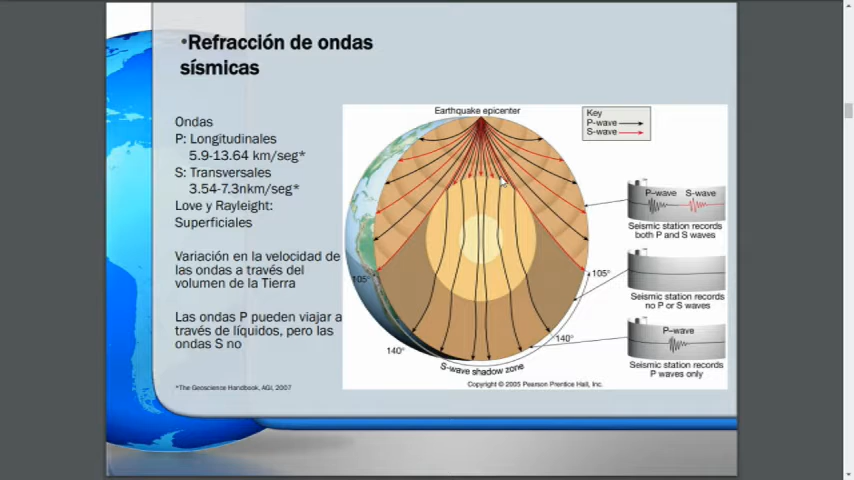 •Refracción de ondas
sísmicas
Ondas
P: Longitudinales
5.9-13.64 km/seg*
S: Transversales
3.54-7.3nkm/seg*
Love y Rayleight:
Superficiales
Variación en la velocidad de
las ondas a través del
volumen de la Tierra
Las ondas P pueden viajar a
través de líquidos, pero las
ondas S no
*The Geoscience Handbook, AGI, 2007
Earthquake epicenter
Key
P-wave
S-wave
P-wave S-wave
Seismic station records
both P and S waves
105°
105°
Seismic station records
no P or S waves
140°
140°
P-wave
Seismic station records
P waves only
S-wave shadow zone
Copyright © 2005 Pearson Prentice Hall, Inc.